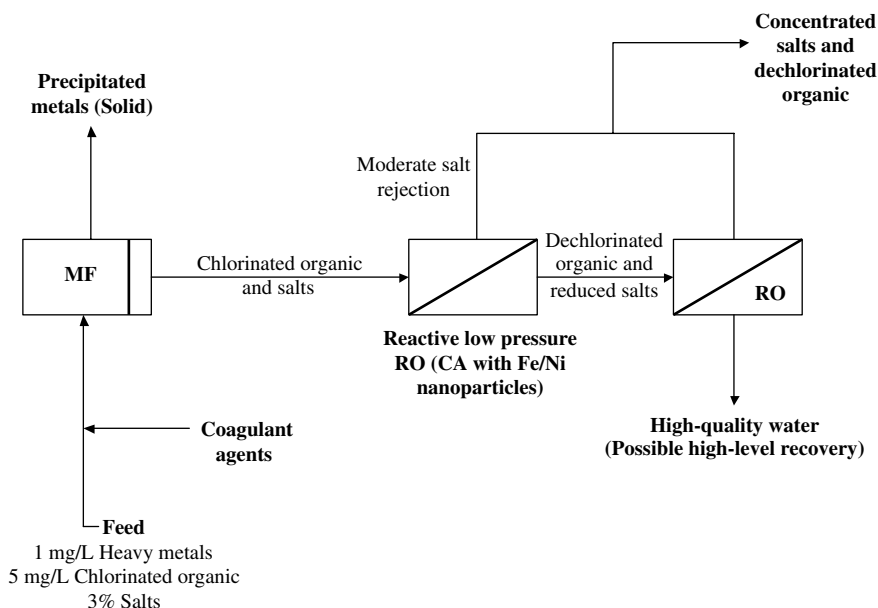 Concentrated
salts and
dechlorinated
organic
Precipitated
metals (Solid)
Moderate salt
rejection
MF
Chlorinated organic
and salts
Dechlorinated
organic and
reduced salts
RO
Reactive low pressure
RO (CA with Fe/Ni
nanoparticles)
High-quality water
(Possible high-level recovery)
Coagulant
agents
Feed
1 mg/L Heavy metals
5 mg/L Chlorinated organic
3% Salts